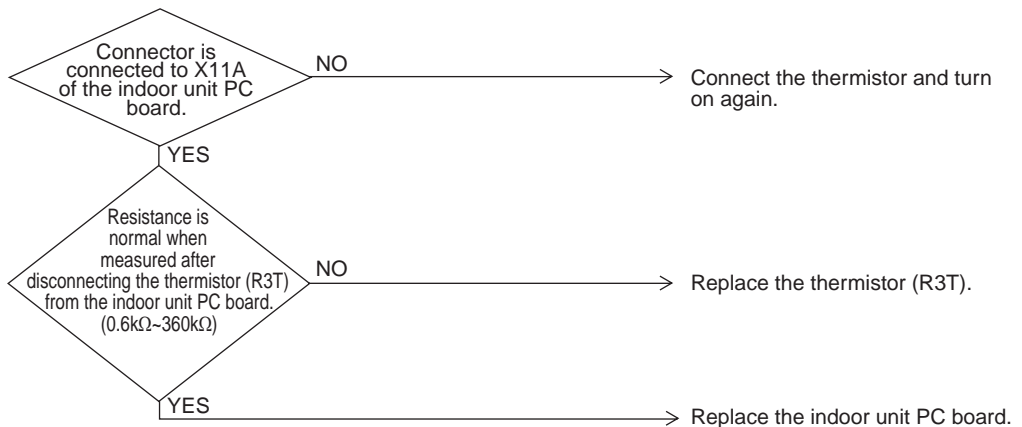 Connector is
connected to X11A
of the indoor unit PC
board.
NO
Connect the thermistor and turn
on again.
YES
Resistance is
normal when
measured after
disconnecting the thermistor (R3T)
from the indoor unit PC board.
(0.6kΩ~360kΩ)
NO
Replace the thermistor (R3T).
YES
Replace the indoor unit PC board.